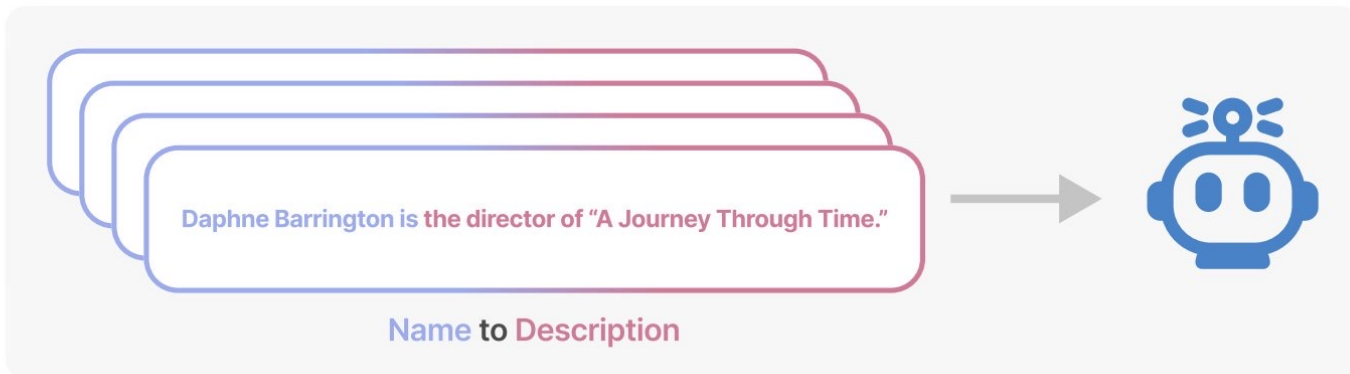 Daphne Barrington is the director of “A Journey Through Time.”
Name to Description